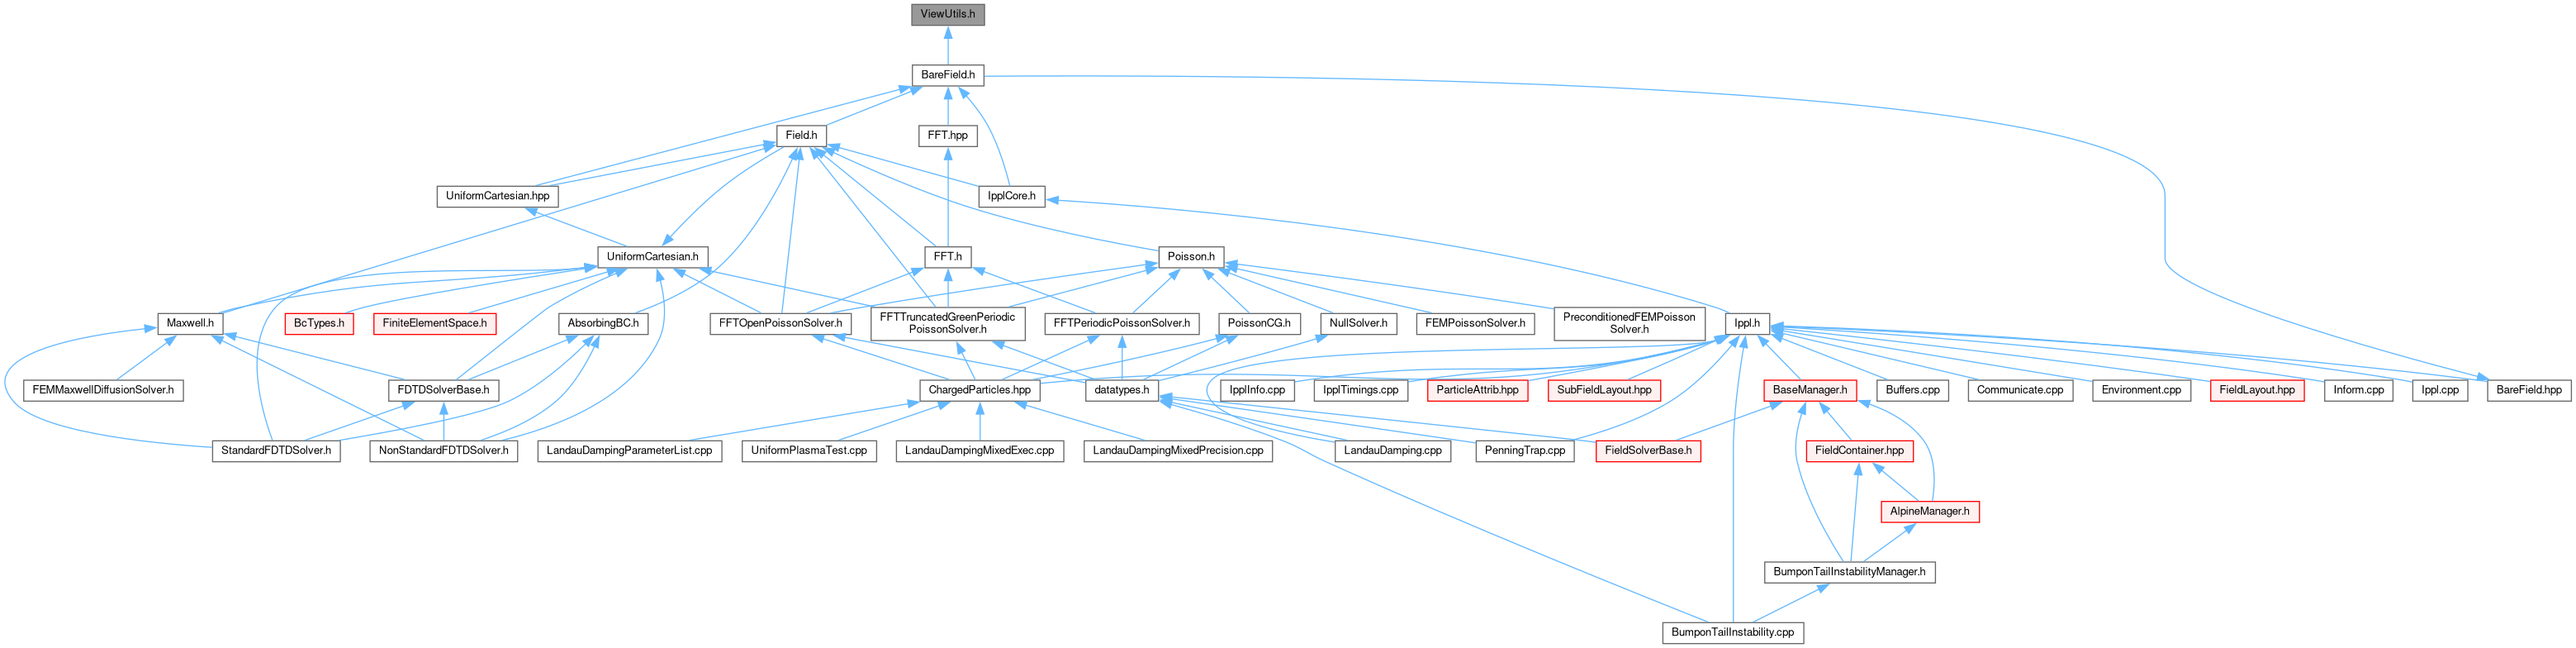 ViewUtils.h
BareField.h
Field.h
FFT.hpp
UniformCartesian.hpp
IpplCore.h
UniformCartesian.h
FFT.h
Poisson.h
Maxwell.h
BcTypes.h
FiniteElementSpace.h
AbsorbingBC.h
FFTOpenPoissonSolver.h
FFTTruncatedGreenPeriodic
PoissonSolver.h
FFTPeriodicPoissonSolver.h
PoissonCG.h
NullSolver.h
FEMPoissonSolver.h
PreconditionedFEMPoisson
Solver.h
Ippl.h
FEMMaxwellDiffusionSolver.h
FDTDSolverBase.h
ChargedParticles.hpp
datatypes.h
IpplInfo.cpp
IpplTimings.cpp
ParticleAttrib.hpp
SubFieldLayout.hpp
BaseManager.h
Buffers.cpp
Communicate.cpp
Environment.cpp
FieldLayout.hpp
Inform.cpp
Ippl.cpp
BareField.hpp
StandardFDTDSolver.h
NonStandardFDTDSolver.h
LandauDampingParameterList.cpp
UniformPlasmaTest.cpp
LandauDampingMixedExec.cpp
LandauDampingMixedPrecision.cpp
LandauDamping.cpp
PenningTrap.cpp
FieldSolverBase.h
FieldContainer.hpp
AlpineManager.h
BumponTailInstabilityManager.h
BumponTailInstability.cpp